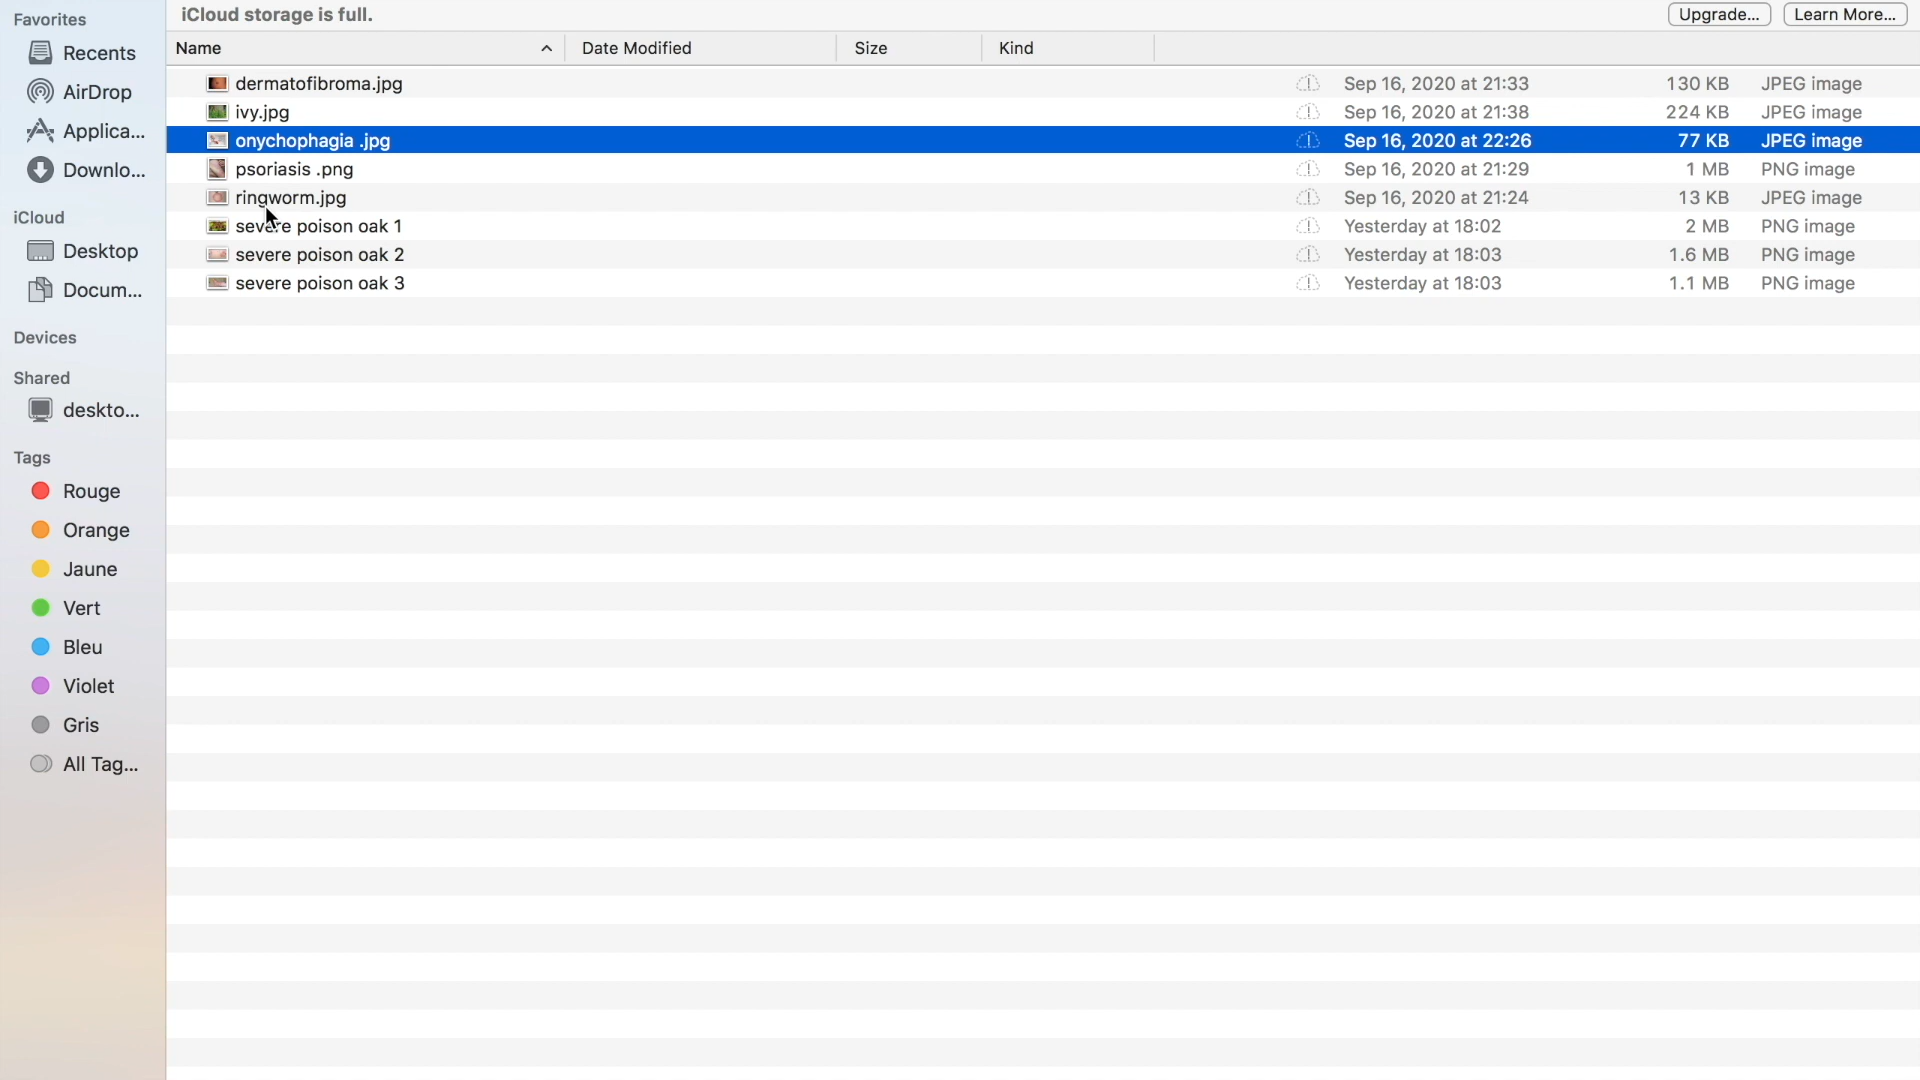 Favorites
Recents
AirDrop
Applica...
Downlo...
iCloud
Desktop
Docum...
Devices
Shared
deskto...
Tags
Rouge
Orange
Jaune
Vert
Bleu
Violet
Gris
All Tag...
iCloud storage is full. Upgrade... Learn More...
Name Date Modified Size Kind
dermatofibroma.jpg Sep 16, 2020 at 21:33 130 KB JPEG image
ivy.jpg Sep 16, 2020 at 21:38 224 KB JPEG image
onychophagia .jpg Sep 16, 2020 at 22:26 77 KB JPEG image
psoriasis .png Sep 16, 2020 at 21:29 1 MB PNG image
ringworm.jpg Sep 16, 2020 at 21:24 13 KB JPEG image
severe poison oak 1 Yesterday at 18:02 2 MB PNG image
severe poison oak 2 Yesterday at 18:03 1.6 MB PNG image
severe poison oak 3 Yesterday at 18:03 1.1 MB PNG image